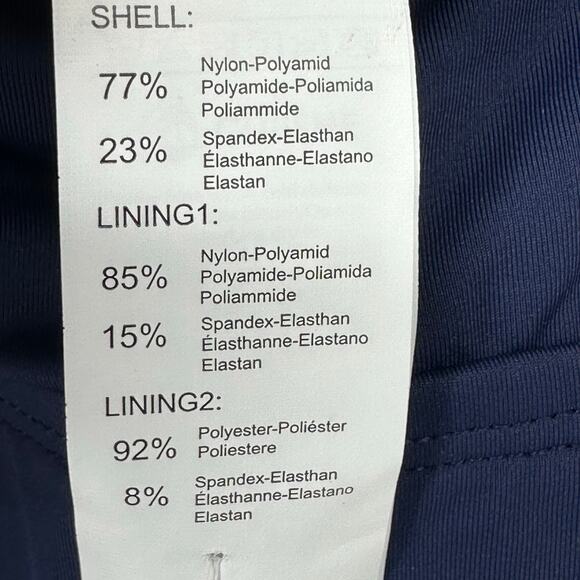 SHELL:
77%
Nylon-Polyamid
Polyamide-Poliamida
Poliammide
23%
Spandex-Elasthan
Élasthanne-Elastano
Elastan
LINING1:
85%
Nylon-Polyamid
Polyamide-Poliamida
Poliammide
15%
Spandex-Elasthan
Élasthanne-Elastano
Elastan
LINING2:
92%
Polyester-Poliéster
Poliestere
8%
Spandex-Elasthan
Élasthanne-Elastano
Elastan